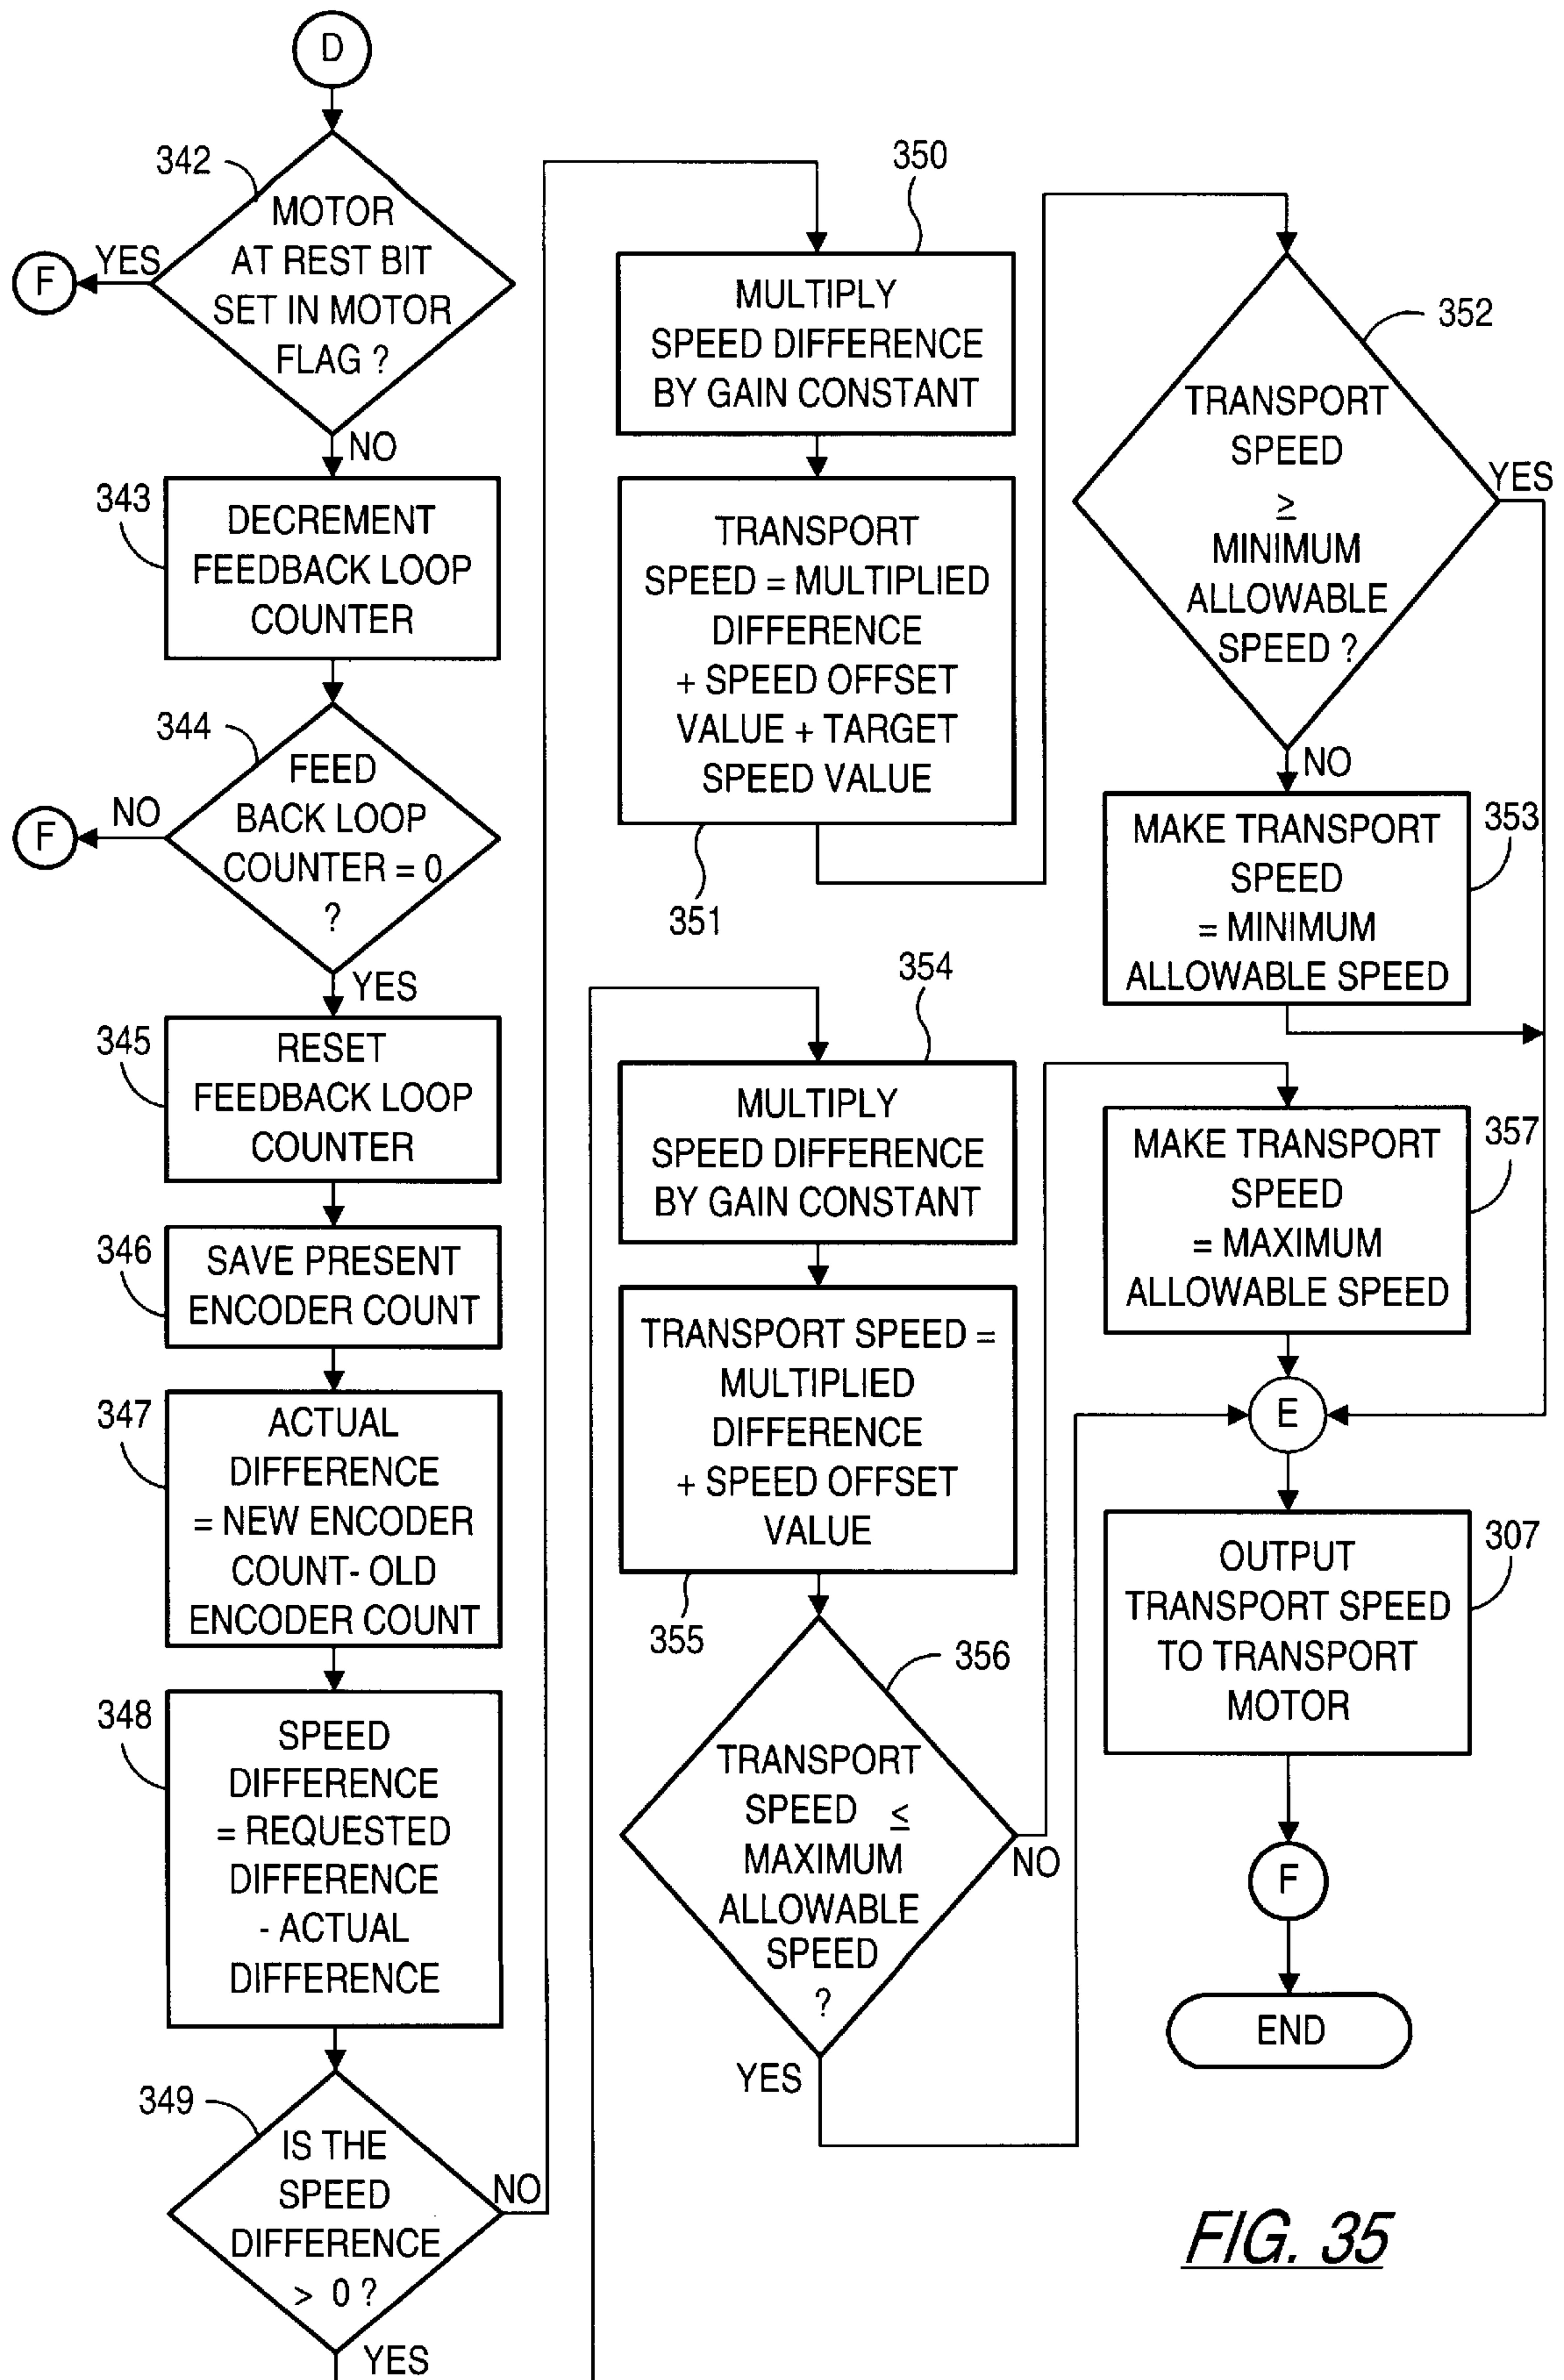 D
342
MOTOR
AT REST BIT
SET IN MOTOR
FLAG ?
YES
F
NO
343
DECREMENT
FEEDBACK LOOP
COUNTER
344
FEED
BACK LOOP
COUNTER = 0
?
NO
F
YES
345
RESET
FEEDBACK LOOP
COUNTER
346
SAVE PRESENT
ENCODER COUNT
347
ACTUAL
DIFFERENCE
= NEW ENCODER
COUNT- OLD
ENCODER COUNT
348
SPEED
DIFFERENCE
= REQUESTED
DIFFERENCE
- ACTUAL
DIFFERENCE
349
IS THE
SPEED
DIFFERENCE
> 0 ?
NO
YES
350
MULTIPLY
SPEED DIFFERENCE
BY GAIN CONSTANT
TRANSPORT
SPEED = MULTIPLIED
DIFFERENCE
+ SPEED OFFSET
VALUE + TARGET
SPEED VALUE
351
352
TRANSPORT
SPEED
≥
MINIMUM
ALLOWABLE
SPEED ?
YES
NO
353
MAKE TRANSPORT
SPEED
= MINIMUM
ALLOWABLE SPEED
354
MULTIPLY
SPEED DIFFERENCE
BY GAIN CONSTANT
TRANSPORT SPEED =
MULTIPLIED
DIFFERENCE
+ SPEED OFFSET
VALUE
355
356
TRANSPORT
SPEED ≤
MAXIMUM
ALLOWABLE
SPEED
?
NO
YES
357
MAKE TRANSPORT
SPEED
= MAXIMUM
ALLOWABLE SPEED
E
307
OUTPUT
TRANSPORT SPEED
TO TRANSPORT
MOTOR
F
END
FIG. 35